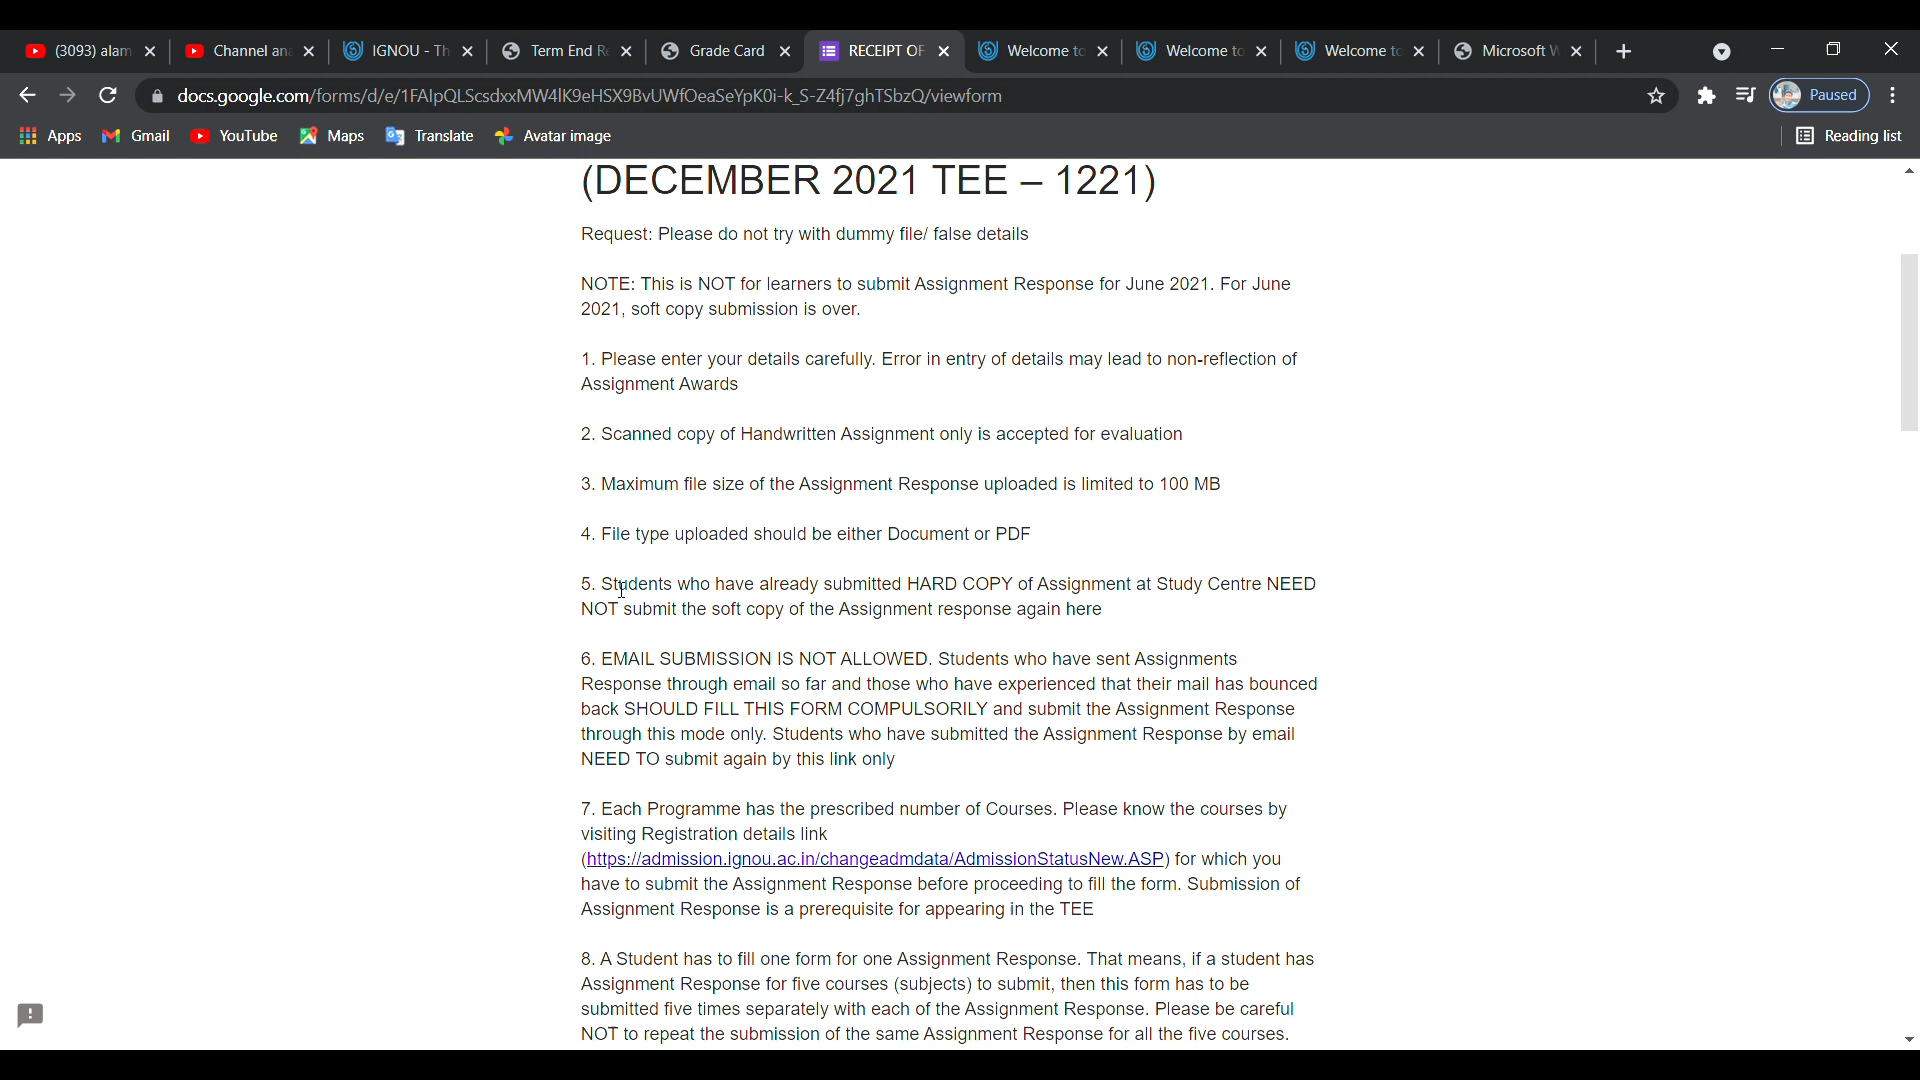 (3093) alam
Channel an
IGNOU - Th
Term End R
Grade Card
RECEIPT OF
Welcome to
Welcome to
Welcome to
Microsoft W
docs.google.com/forms/d/e/1FAIpQLScsdxxMW4lK9eHSX9BvUWfOeaSeYpK0i-k_S-Z4fj7ghTSbzQ/viewform
Paused
Apps
Gmail
YouTube
Maps
Translate
Avatar image
Reading list
(DECEMBER 2021 TEE – 1221)
Request: Please do not try with dummy file/ false details
NOTE: This is NOT for learners to submit Assignment Response for June 2021. For June
2021, soft copy submission is over.
1. Please enter your details carefully. Error in entry of details may lead to non-reflection of
Assignment Awards
2. Scanned copy of Handwritten Assignment only is accepted for evaluation
3. Maximum file size of the Assignment Response uploaded is limited to 100 MB
4. File type uploaded should be either Document or PDF
5. Students who have already submitted HARD COPY of Assignment at Study Centre NEED
NOT submit the soft copy of the Assignment response again here
6. EMAIL SUBMISSION IS NOT ALLOWED. Students who have sent Assignments
Response through email so far and those who have experienced that their mail has bounced
back SHOULD FILL THIS FORM COMPULSORILY and submit the Assignment Response
through this mode only. Students who have submitted the Assignment Response by email
NEED TO submit again by this link only
7. Each Programme has the prescribed number of Courses. Please know the courses by
visiting Registration details link
(https://admission.ignou.ac.in/changeadmdata/AdmissionStatusNew.ASP) for which you
have to submit the Assignment Response before proceeding to fill the form. Submission of
Assignment Response is a prerequisite for appearing in the TEE
8. A Student has to fill one form for one Assignment Response. That means, if a student has
Assignment Response for five courses (subjects) to submit, then this form has to be
submitted five times separately with each of the Assignment Response. Please be careful
NOT to repeat the submission of the same Assignment Response for all the five courses.